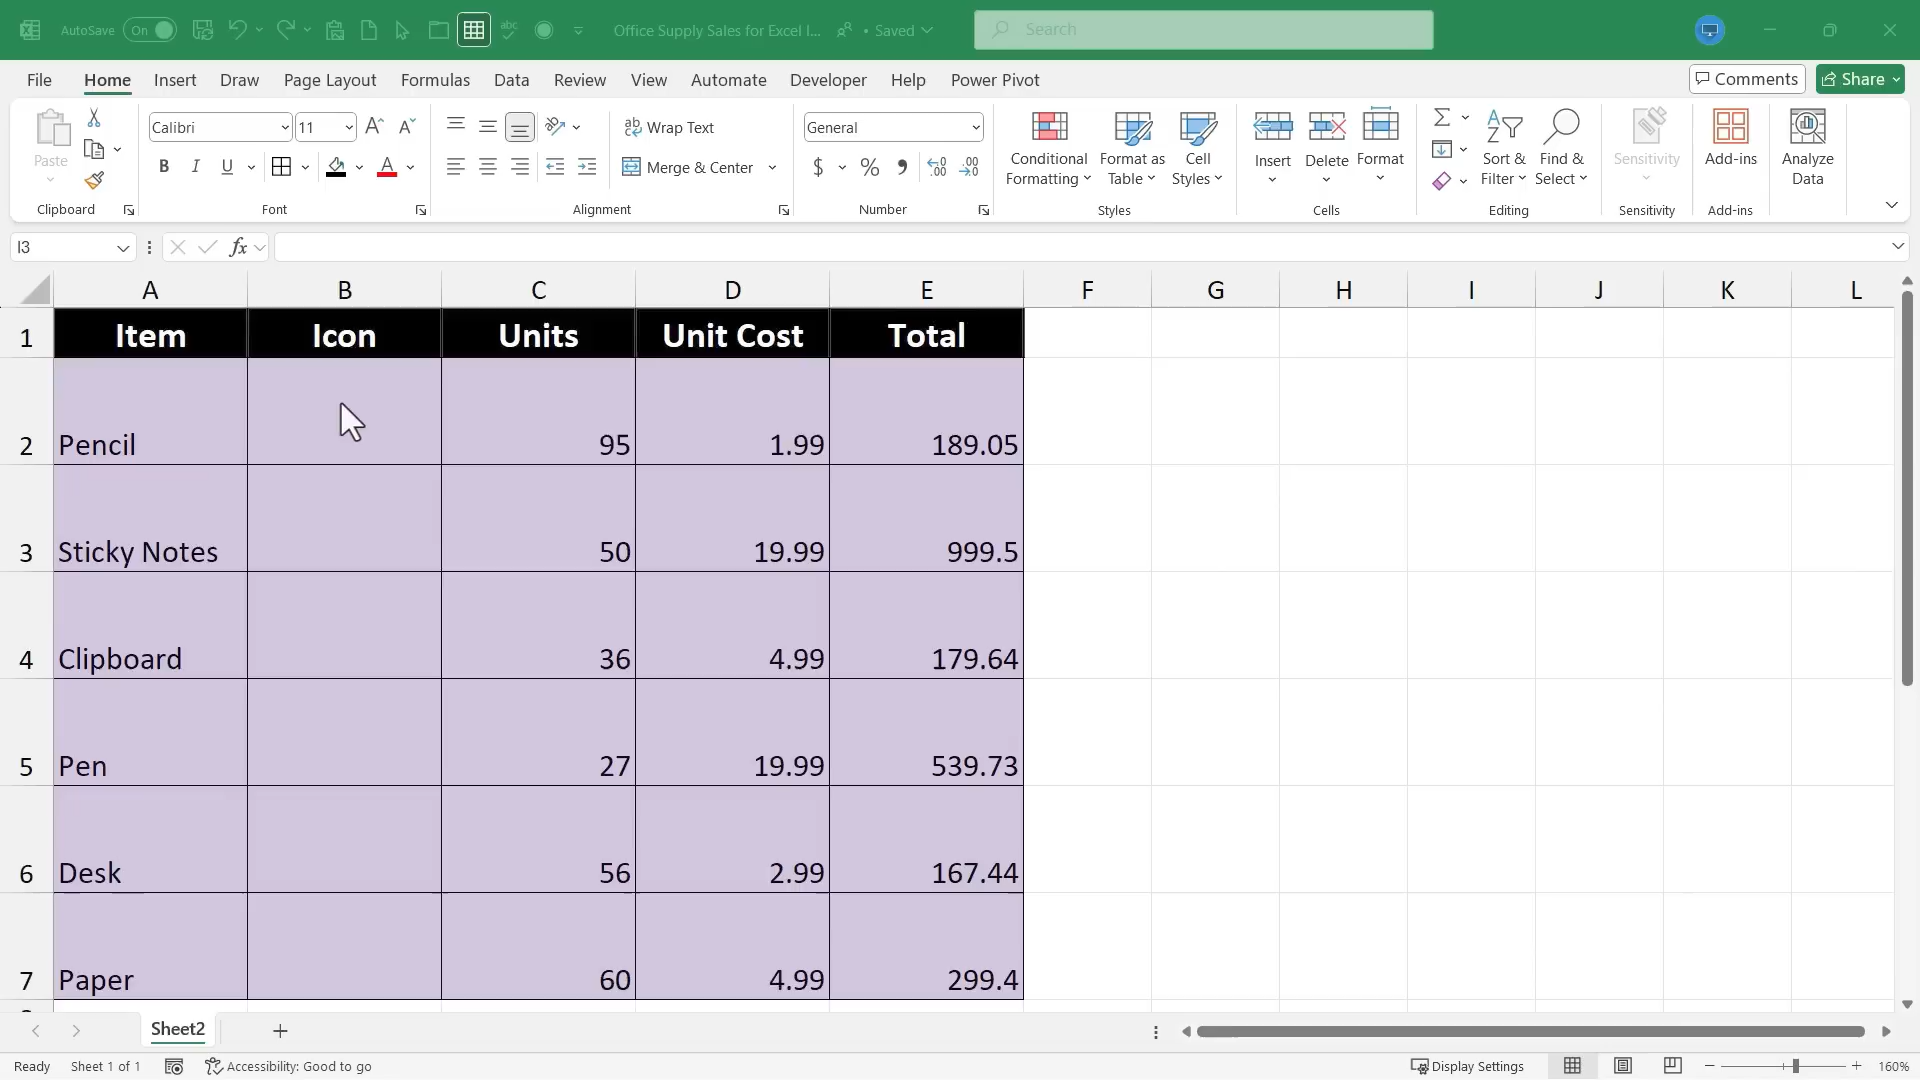 AutoSave On Office Supply Sales for Excel I... • Saved Search
File Home Insert Draw Page Layout Formulas Data Review View Automate Developer Help Power Pivot Comments Share
Paste Calibri 11 Wrap Text General Conditional Formatting Format as Table Cell Styles Insert Delete Format Sort & Filter Find & Select Sensitivity Add-ins Analyze Data
B I U Merge & Center $ %
Clipboard Font Alignment Number Styles Cells Editing Sensitivity Add-ins
I3 fx
A B C D E F G H I J K L
1 Item Icon Units Unit Cost Total
2 Pencil 95 1.99 189.05
3 Sticky Notes 50 19.99 999.5
4 Clipboard 36 4.99 179.64
5 Pen 27 19.99 539.73
6 Desk 56 2.99 167.44
7 Paper 60 4.99 299.4
Sheet2
Ready Sheet 1 of 1 Accessibility: Good to go Display Settings 160%